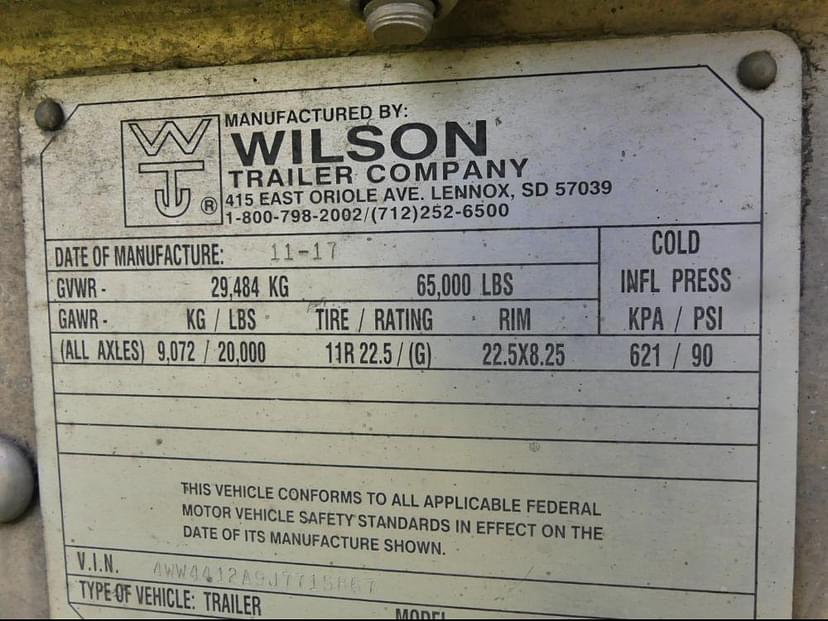 WTJ ®
MANUFACTURED BY:
WILSON
TRAILER COMPANY
415 EAST ORIOLE AVE. LENNOX, SD 57039
1-800-798-2002/(712)252-6500
DATE OF MANUFACTURE: 11-17
COLD
INFL PRESS
KPA / PSI
GVWR - 29,484 KG 65,000 LBS
GAWR - KG / LBS TIRE / RATING RIM
(ALL AXLES) 9,072 / 20,000 11R 22.5 / (G) 22.5X8.25 621 / 90
THIS VEHICLE CONFORMS TO ALL APPLICABLE FEDERAL
MOTOR VEHICLE SAFETY STANDARDS IN EFFECT ON THE
DATE OF ITS MANUFACTURE SHOWN.
V.I.N.
TYPE OF VEHICLE: TRAILER MODEL